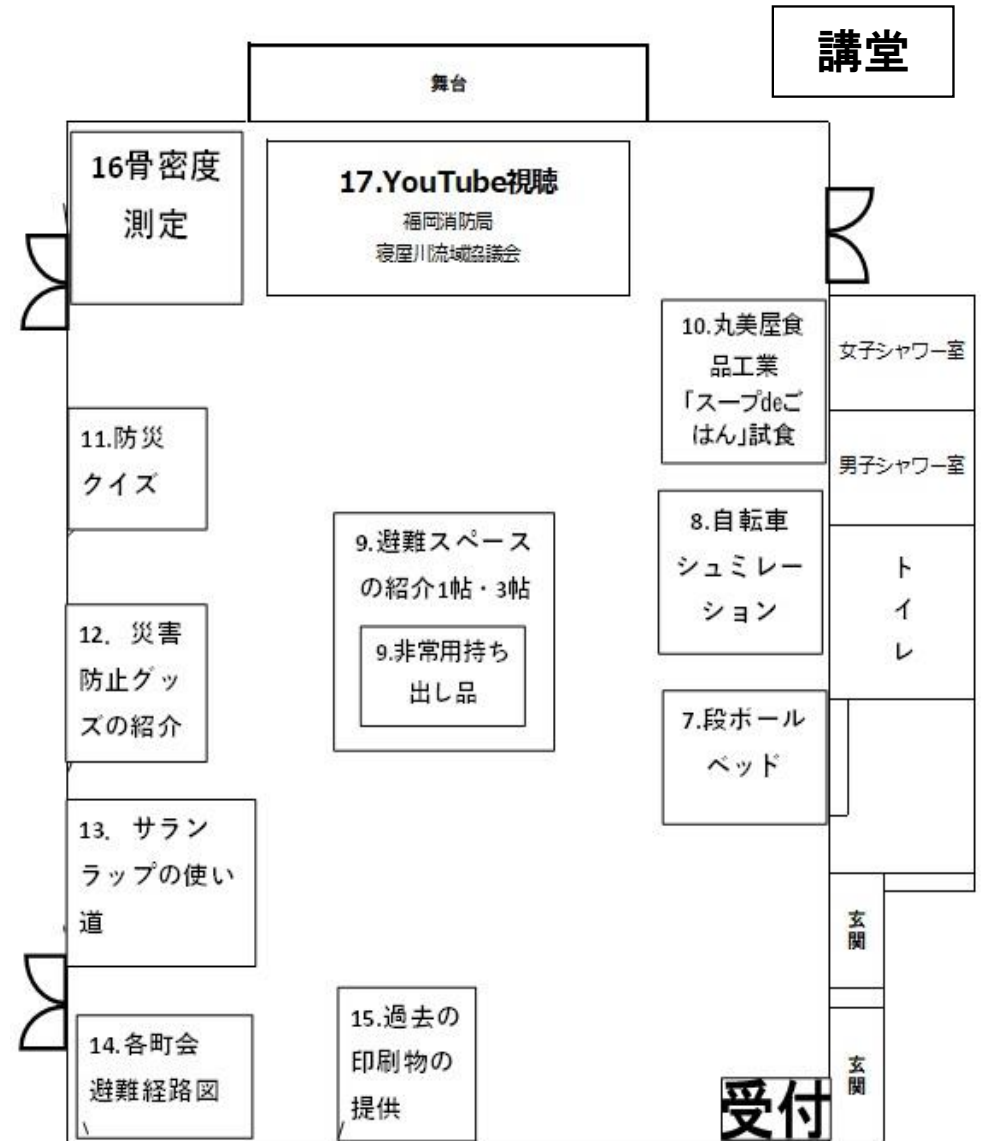 講堂
舞台
16骨密度
測定
17.YouTube視聴
福岡消防局
寝屋川流域協議会
10.丸美屋食
品工業
「スープdeご
はん」試食
女子シャワー室
男子シャワー室
11.防災
クイズ
9.避難スペース
の紹介1帖・3帖
9.非常用持ち
出し品
8.自転車
シュミレー
ション
トイレ
12．災害
防止グッ
ズの紹介
7.段ボール
ベッド
13．サラン
ラップの使い
道
玄関
14.各町会
避難経路図
15.過去の
印刷物の
提供
玄関
受付